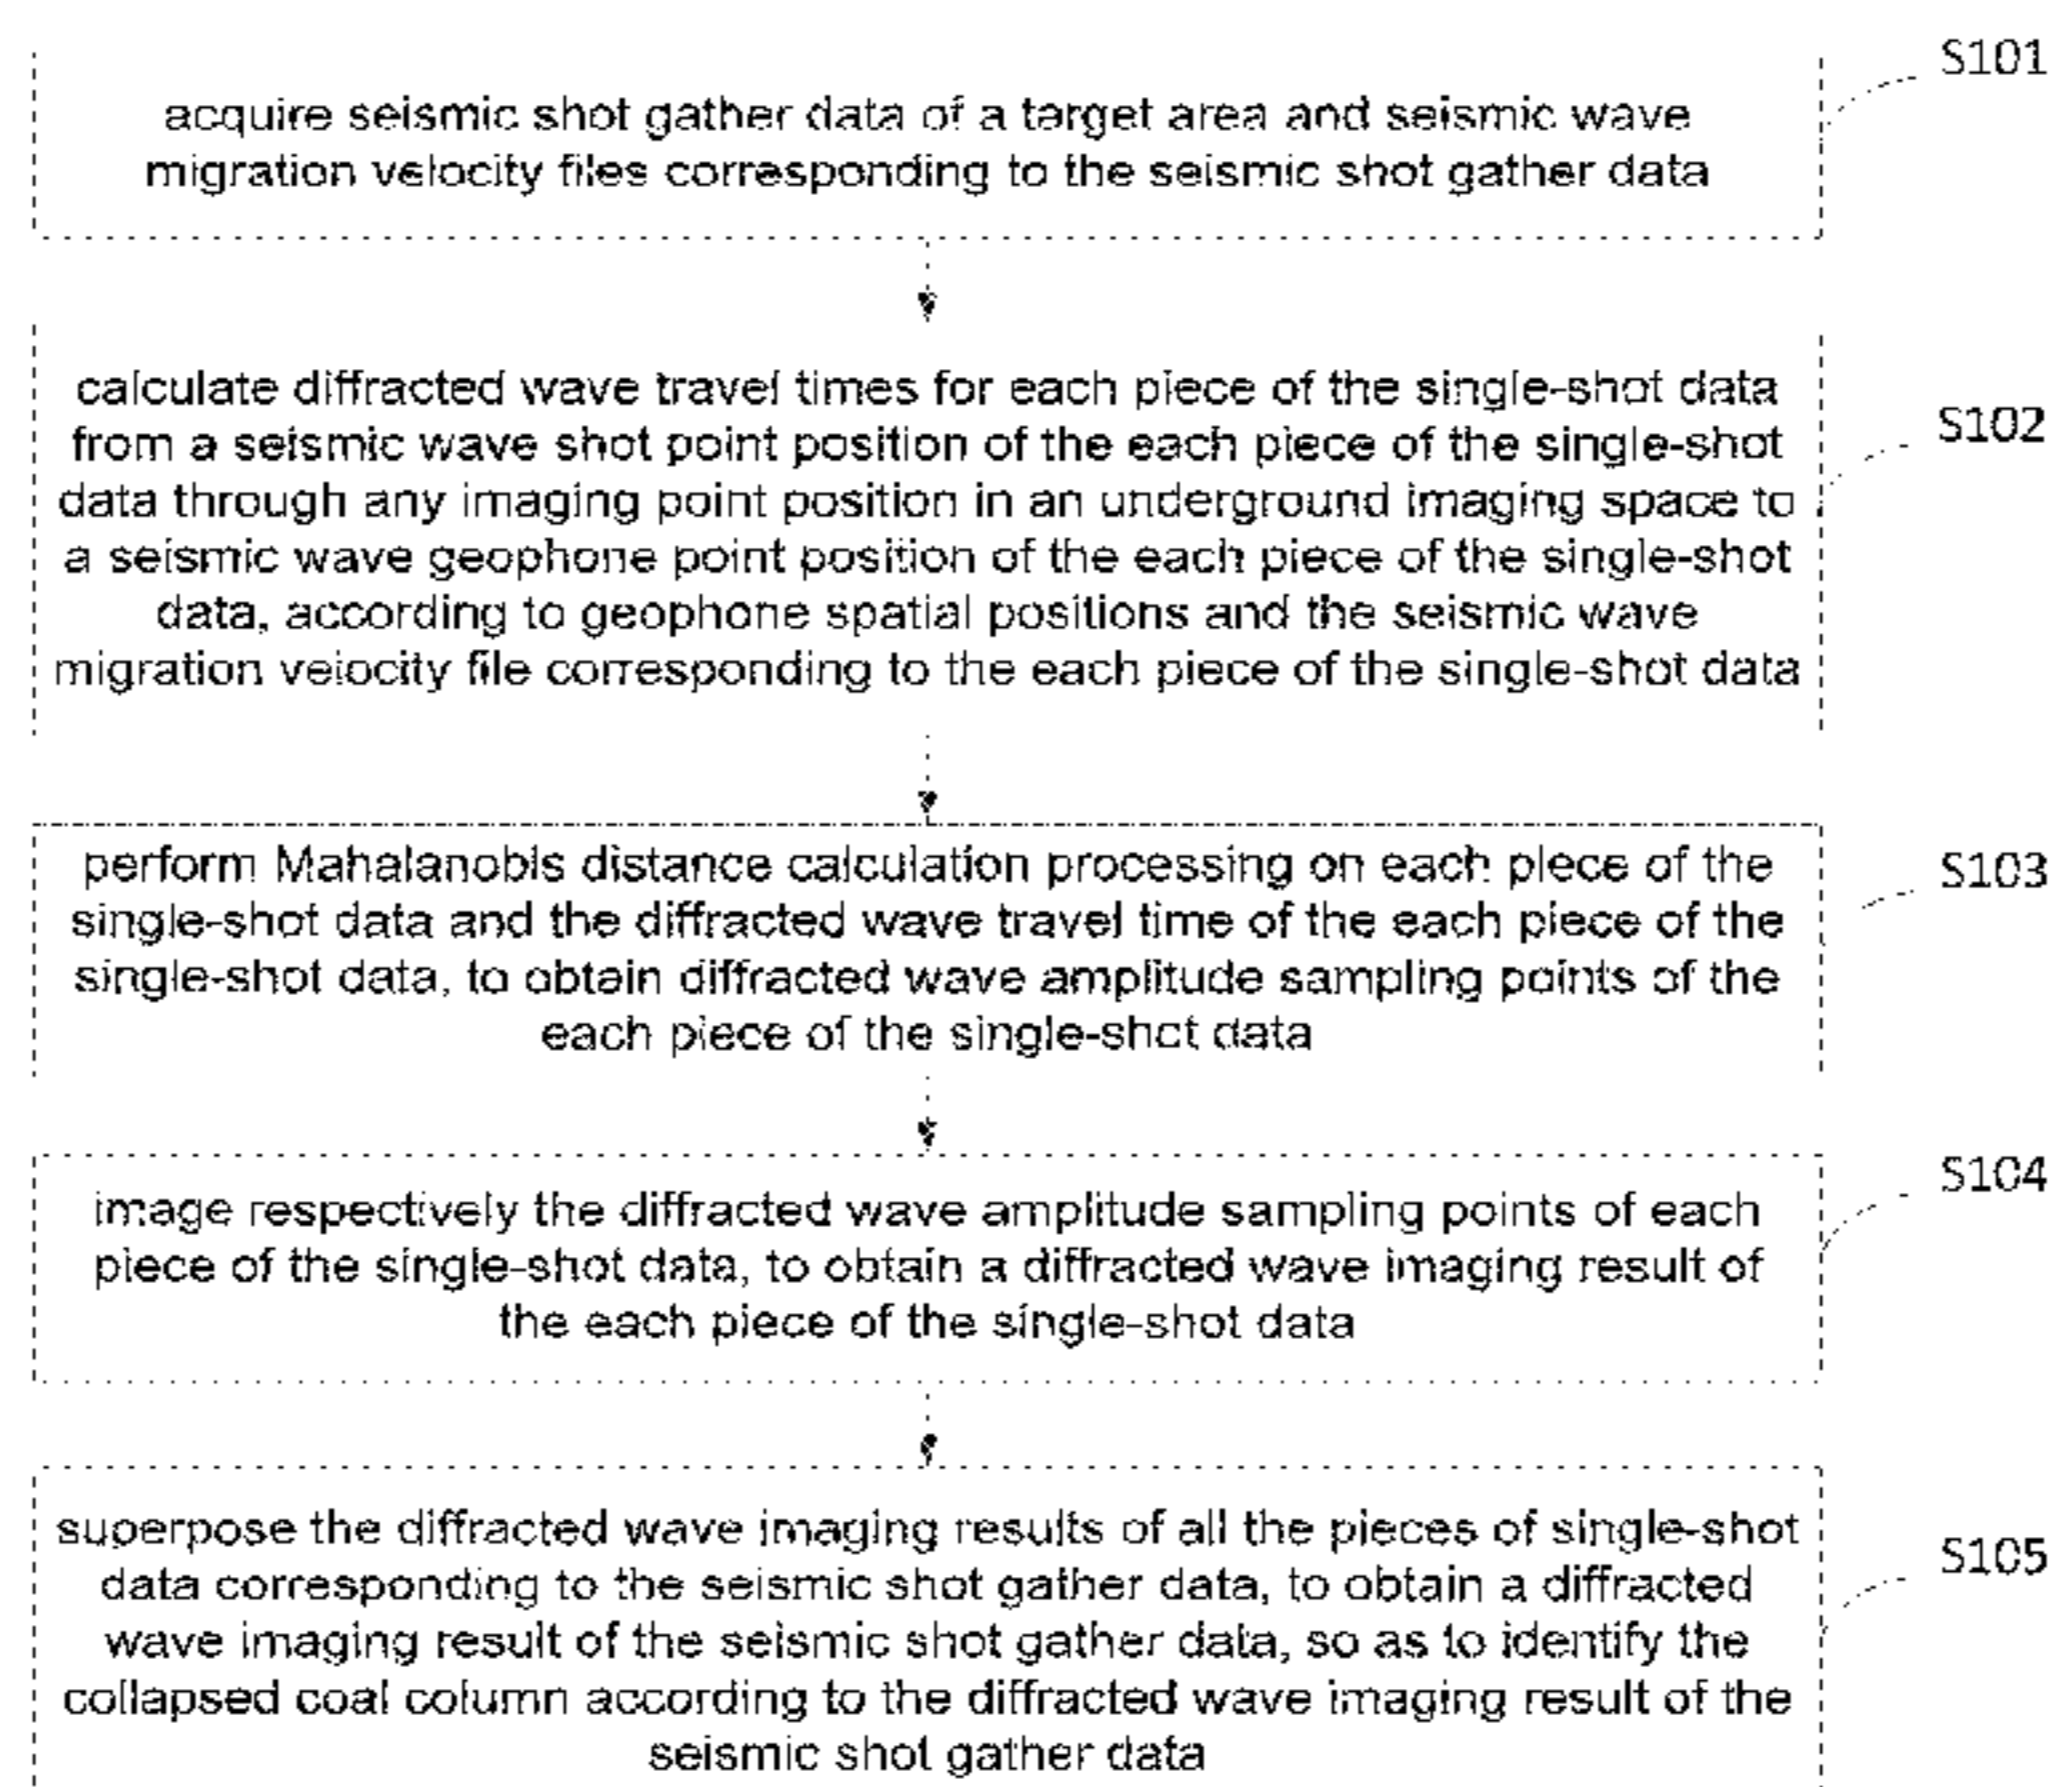 S101
acquire seismic shot gather data of a target area and seismic wave
migration velocity files corresponding to the seismic shot gather data
calculate diffracted wave travel times for each piece of the single-shot data
from a seismic wave shot point position of the each piece of the single-shot
data through any imaging point position in an underground imaging space to
a seismic wave geophone point position of the each piece of the single-shot
data, according to geophone spatial positions and the seismic wave
migration velocity file corresponding to the each piece of the single-shot data
S102
perform Mahalanobis distance calculation processing on each piece of the
single-shot data and the diffracted wave travel time of the each piece of the
single-shot data, to obtain diffracted wave amplitude sampling points of the
each piece of the single-shot data
S103
image respectively the diffracted wave amplitude sampling points of each
piece of the single-shot data, to obtain a diffracted wave imaging result of
the each piece of the single-shot data
S104
superpose the diffracted wave imaging results of all the pieces of single-shot
data corresponding to the seismic shot gather data, to obtain a diffracted
wave imaging result of the seismic shot gather data, so as to identify the
collapsed coal column according to the diffracted wave imaging result of the
seismic shot gather data
S105